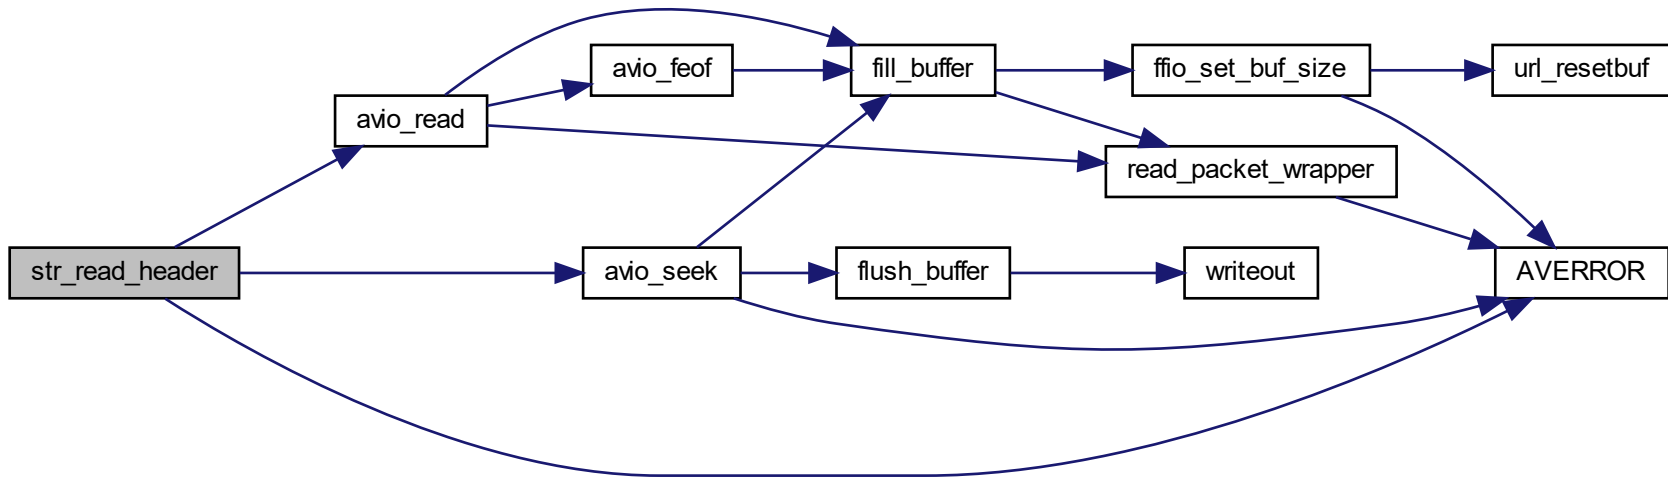 avio_feof
fill_buffer
ffio_set_buf_size
url_resetbuf
avio_read
read_packet_wrapper
str_read_header
avio_seek
flush_buffer
writeout
AVERROR